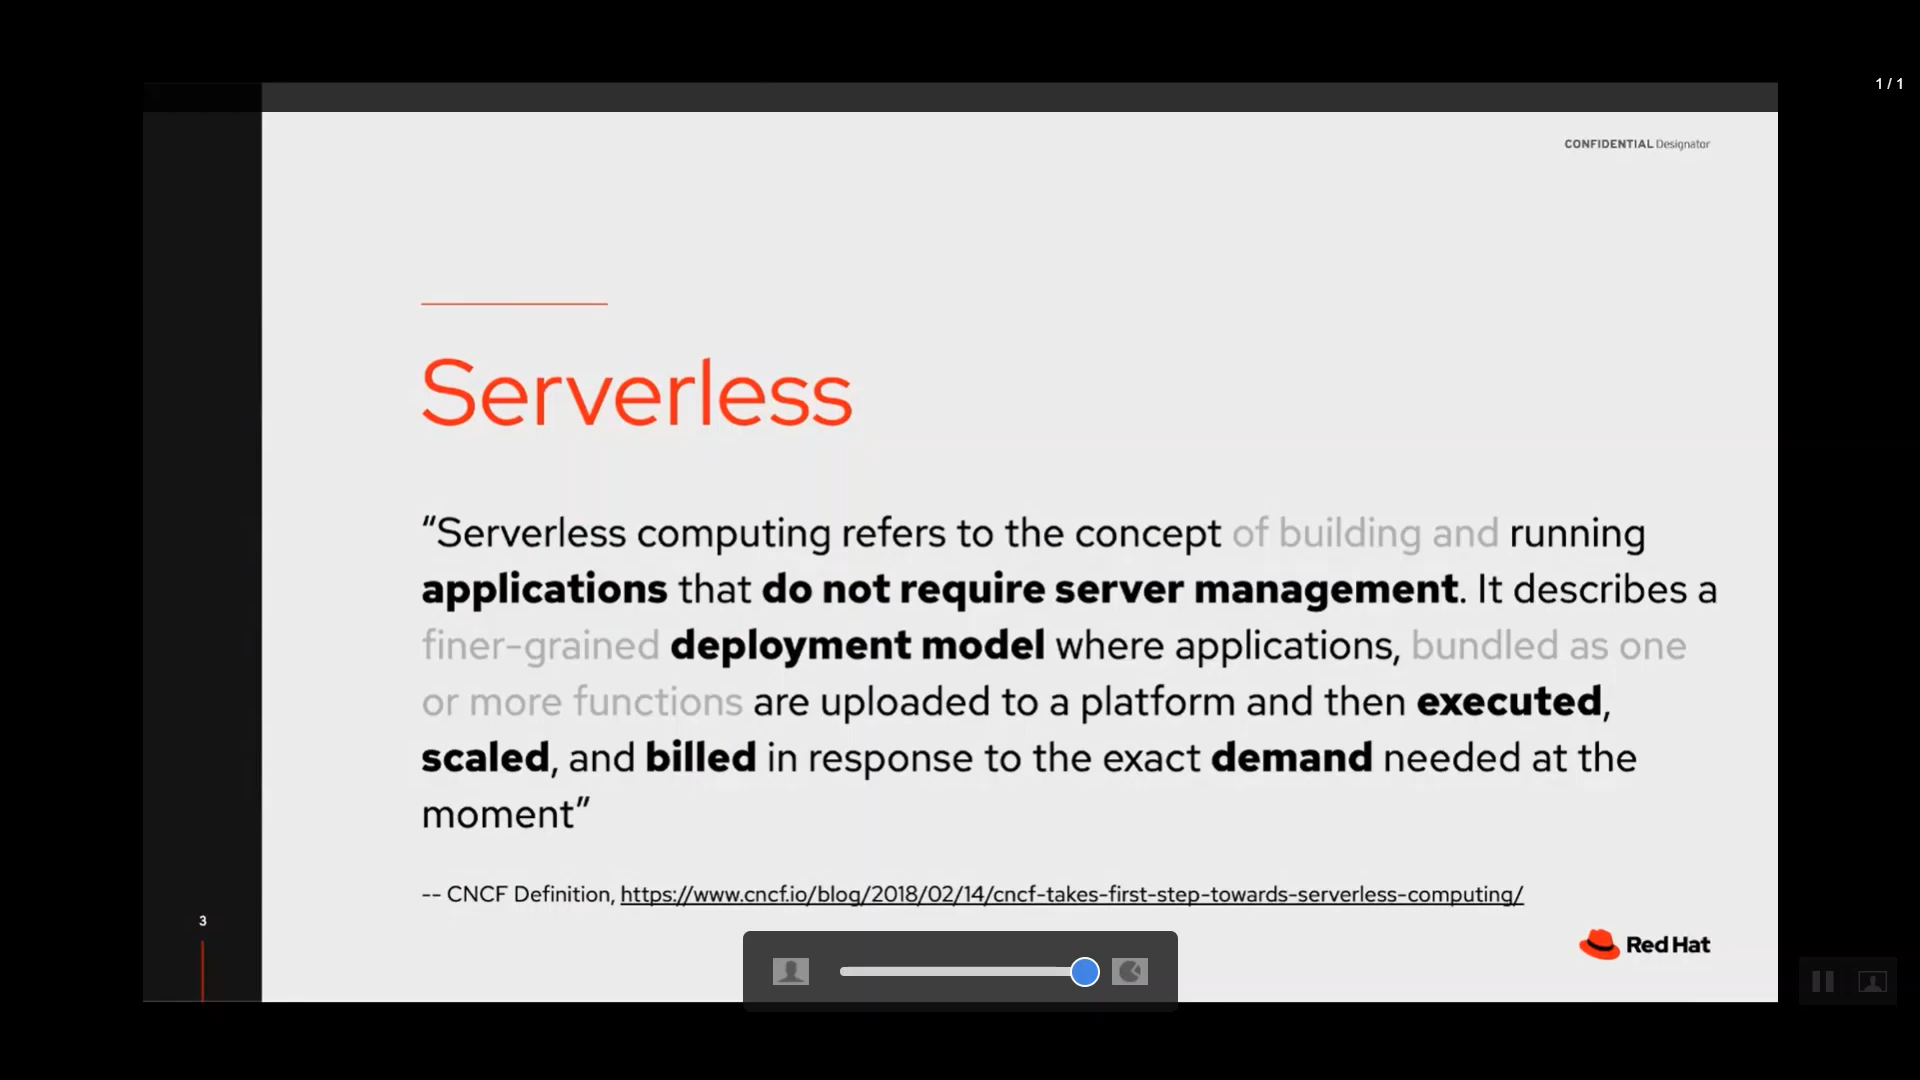 1 / 1
CONFIDENTIAL Designator
Serverless
“Serverless computing refers to the concept of building and running
applications that do not require server management. It describes a
finer-grained deployment model where applications, bundled as one
or more functions are uploaded to a platform and then executed,
scaled, and billed in response to the exact demand needed at the
moment”
-- CNCF Definition, https://www.cncf.io/blog/2018/02/14/cncf-takes-first-step-towards-serverless-computing/
3
Red Hat